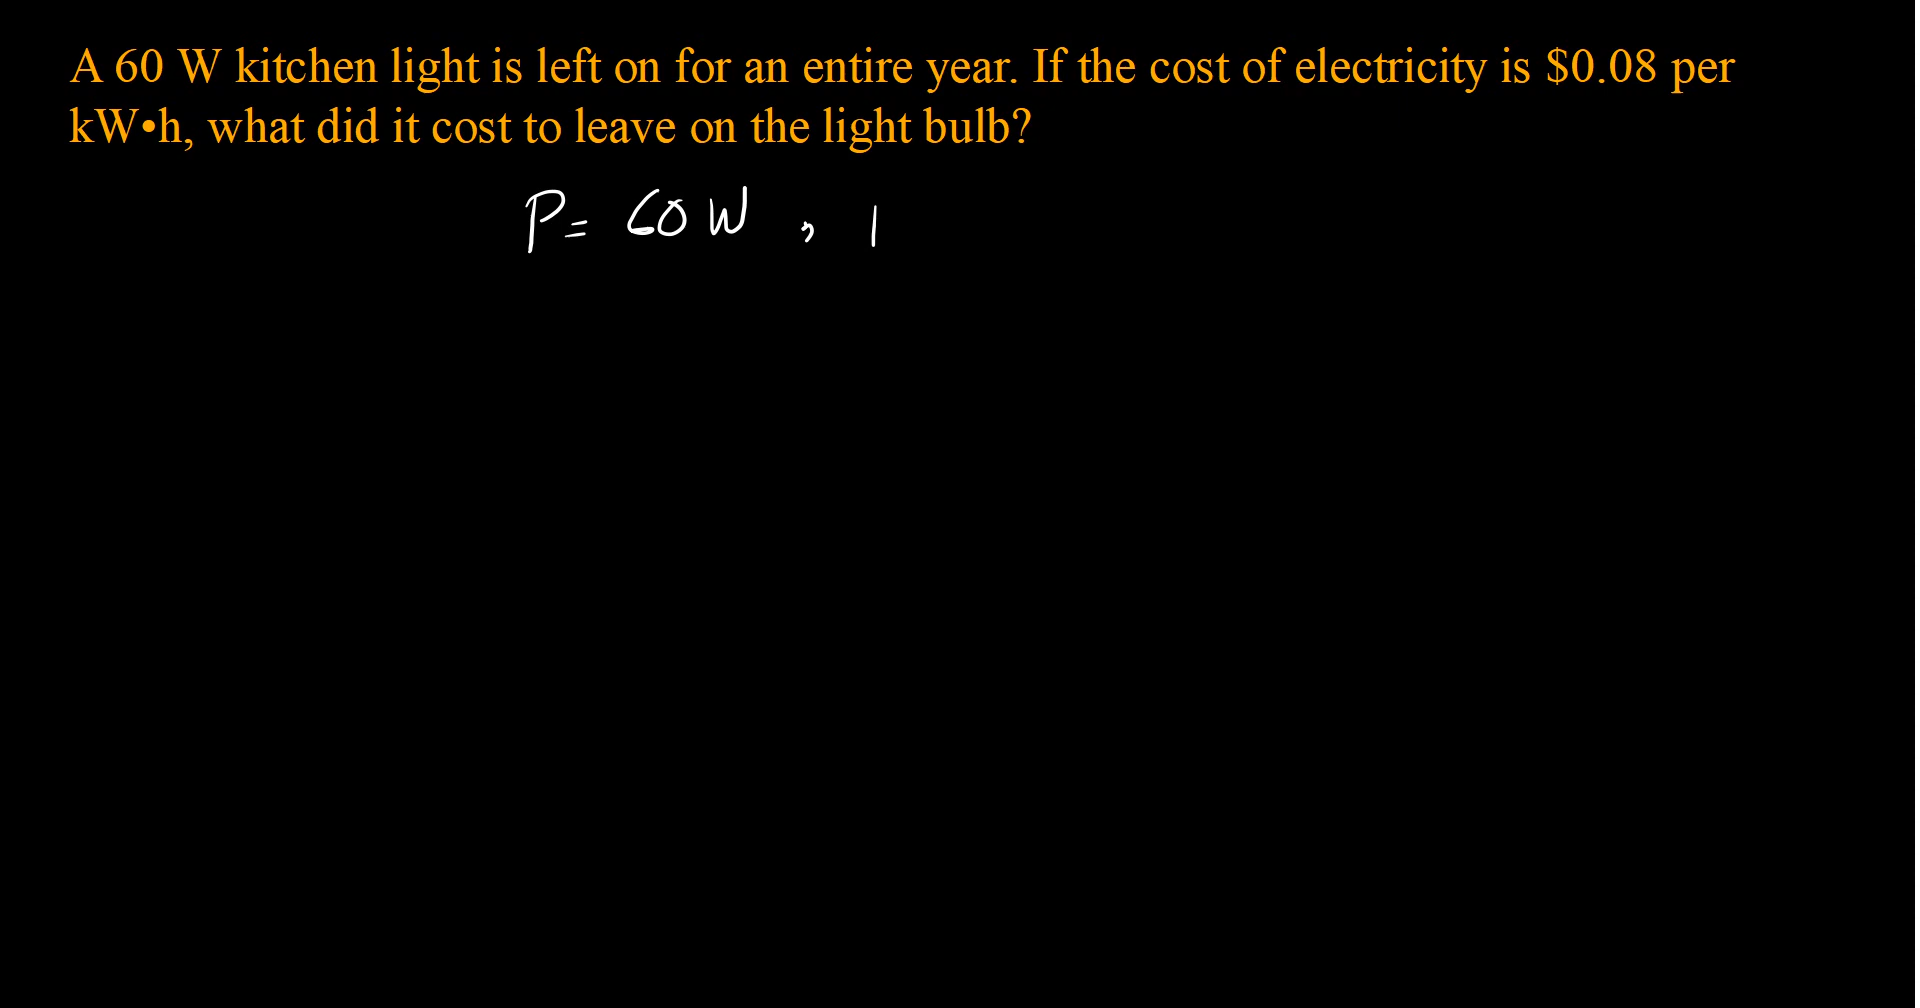 A 60 W kitchen light is left on for an entire year. If the cost of electricity is $0.08 per
kW•h, what did it cost to leave on the light bulb?
P= 60 W , 1